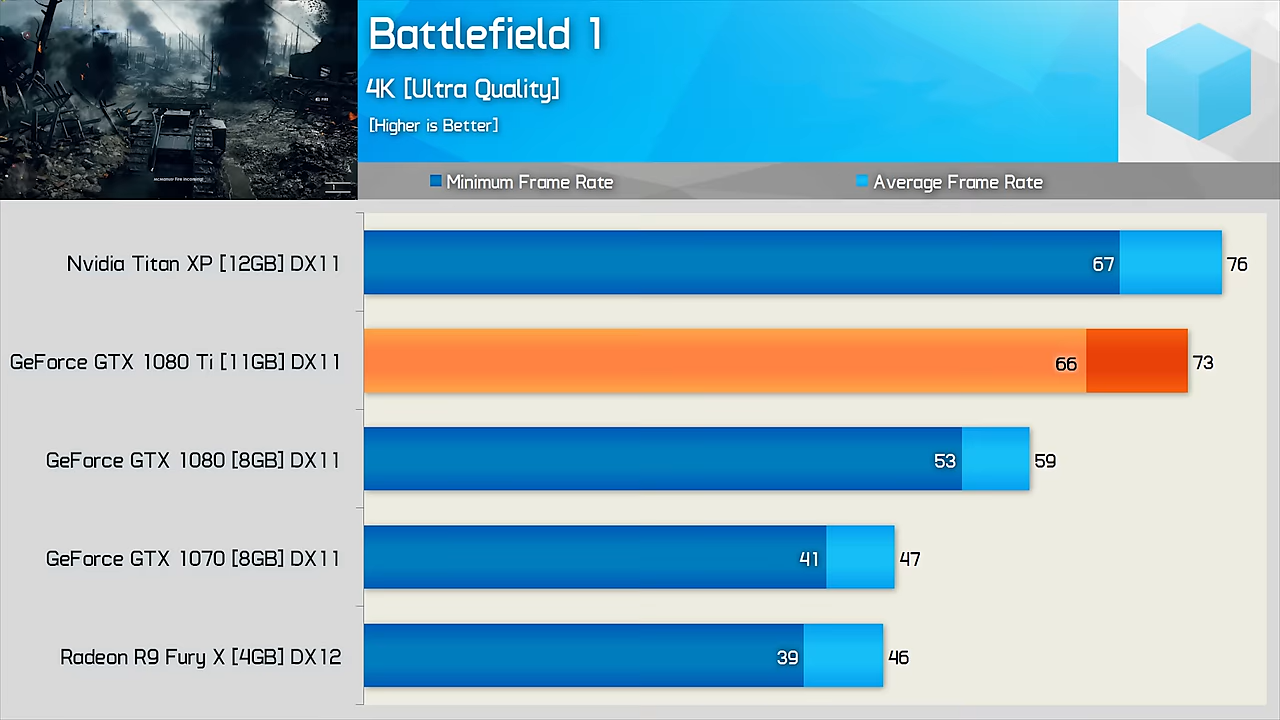 Battlefield 1
4K [Ultra Quality]
[Higher is Better]
Minimum Frame Rate
Average Frame Rate
Nvidia Titan XP [12GB] DX11
67
76
GeForce GTX 1080 Ti [11GB] DX11
66
73
GeForce GTX 1080 [8GB] DX11
53
59
GeForce GTX 1070 [8GB] DX11
41
47
Radeon R9 Fury X [4GB] DX12
39
46